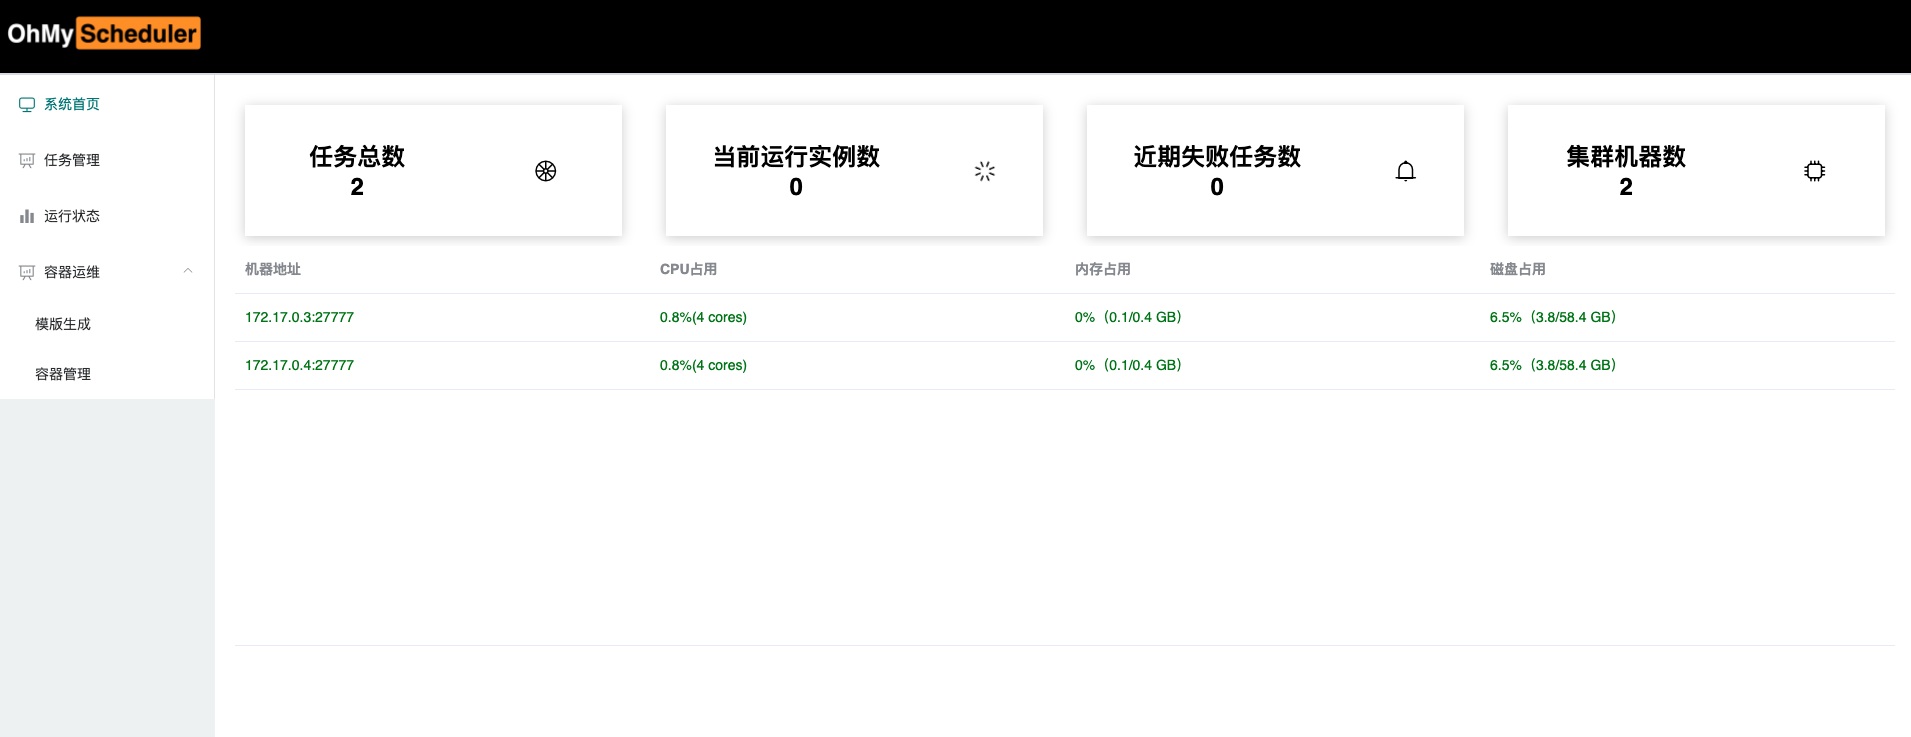 OhMy Scheduler
系统首页
任务管理
运行状态
容器运维
模版生成
容器管理
任务总数
2
当前运行实例数
0
近期失败任务数
0
集群机器数
2
机器地址 CPU占用 内存占用 磁盘占用
172.17.0.3:27777 0.8%(4 cores) 0%（0.1/0.4 GB） 6.5%（3.8/58.4 GB）
172.17.0.4:27777 0.8%(4 cores) 0%（0.1/0.4 GB） 6.5%（3.8/58.4 GB）